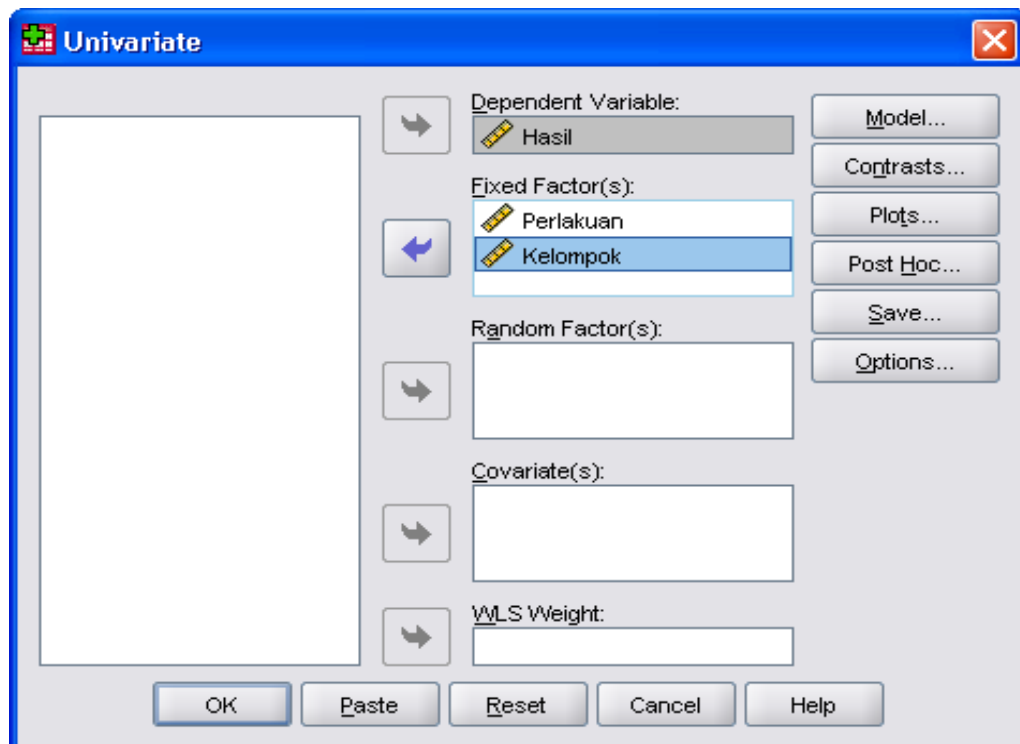 Univariate
Dependent Variable:
Hasil
Fixed Factor(s):
Perlakuan
Kelompok
Random Factor(s):
Covariate(s):
WLS Weight:
Model...
Contrasts...
Plots...
Post Hoc...
Save...
Options...
OK
Paste
Reset
Cancel
Help